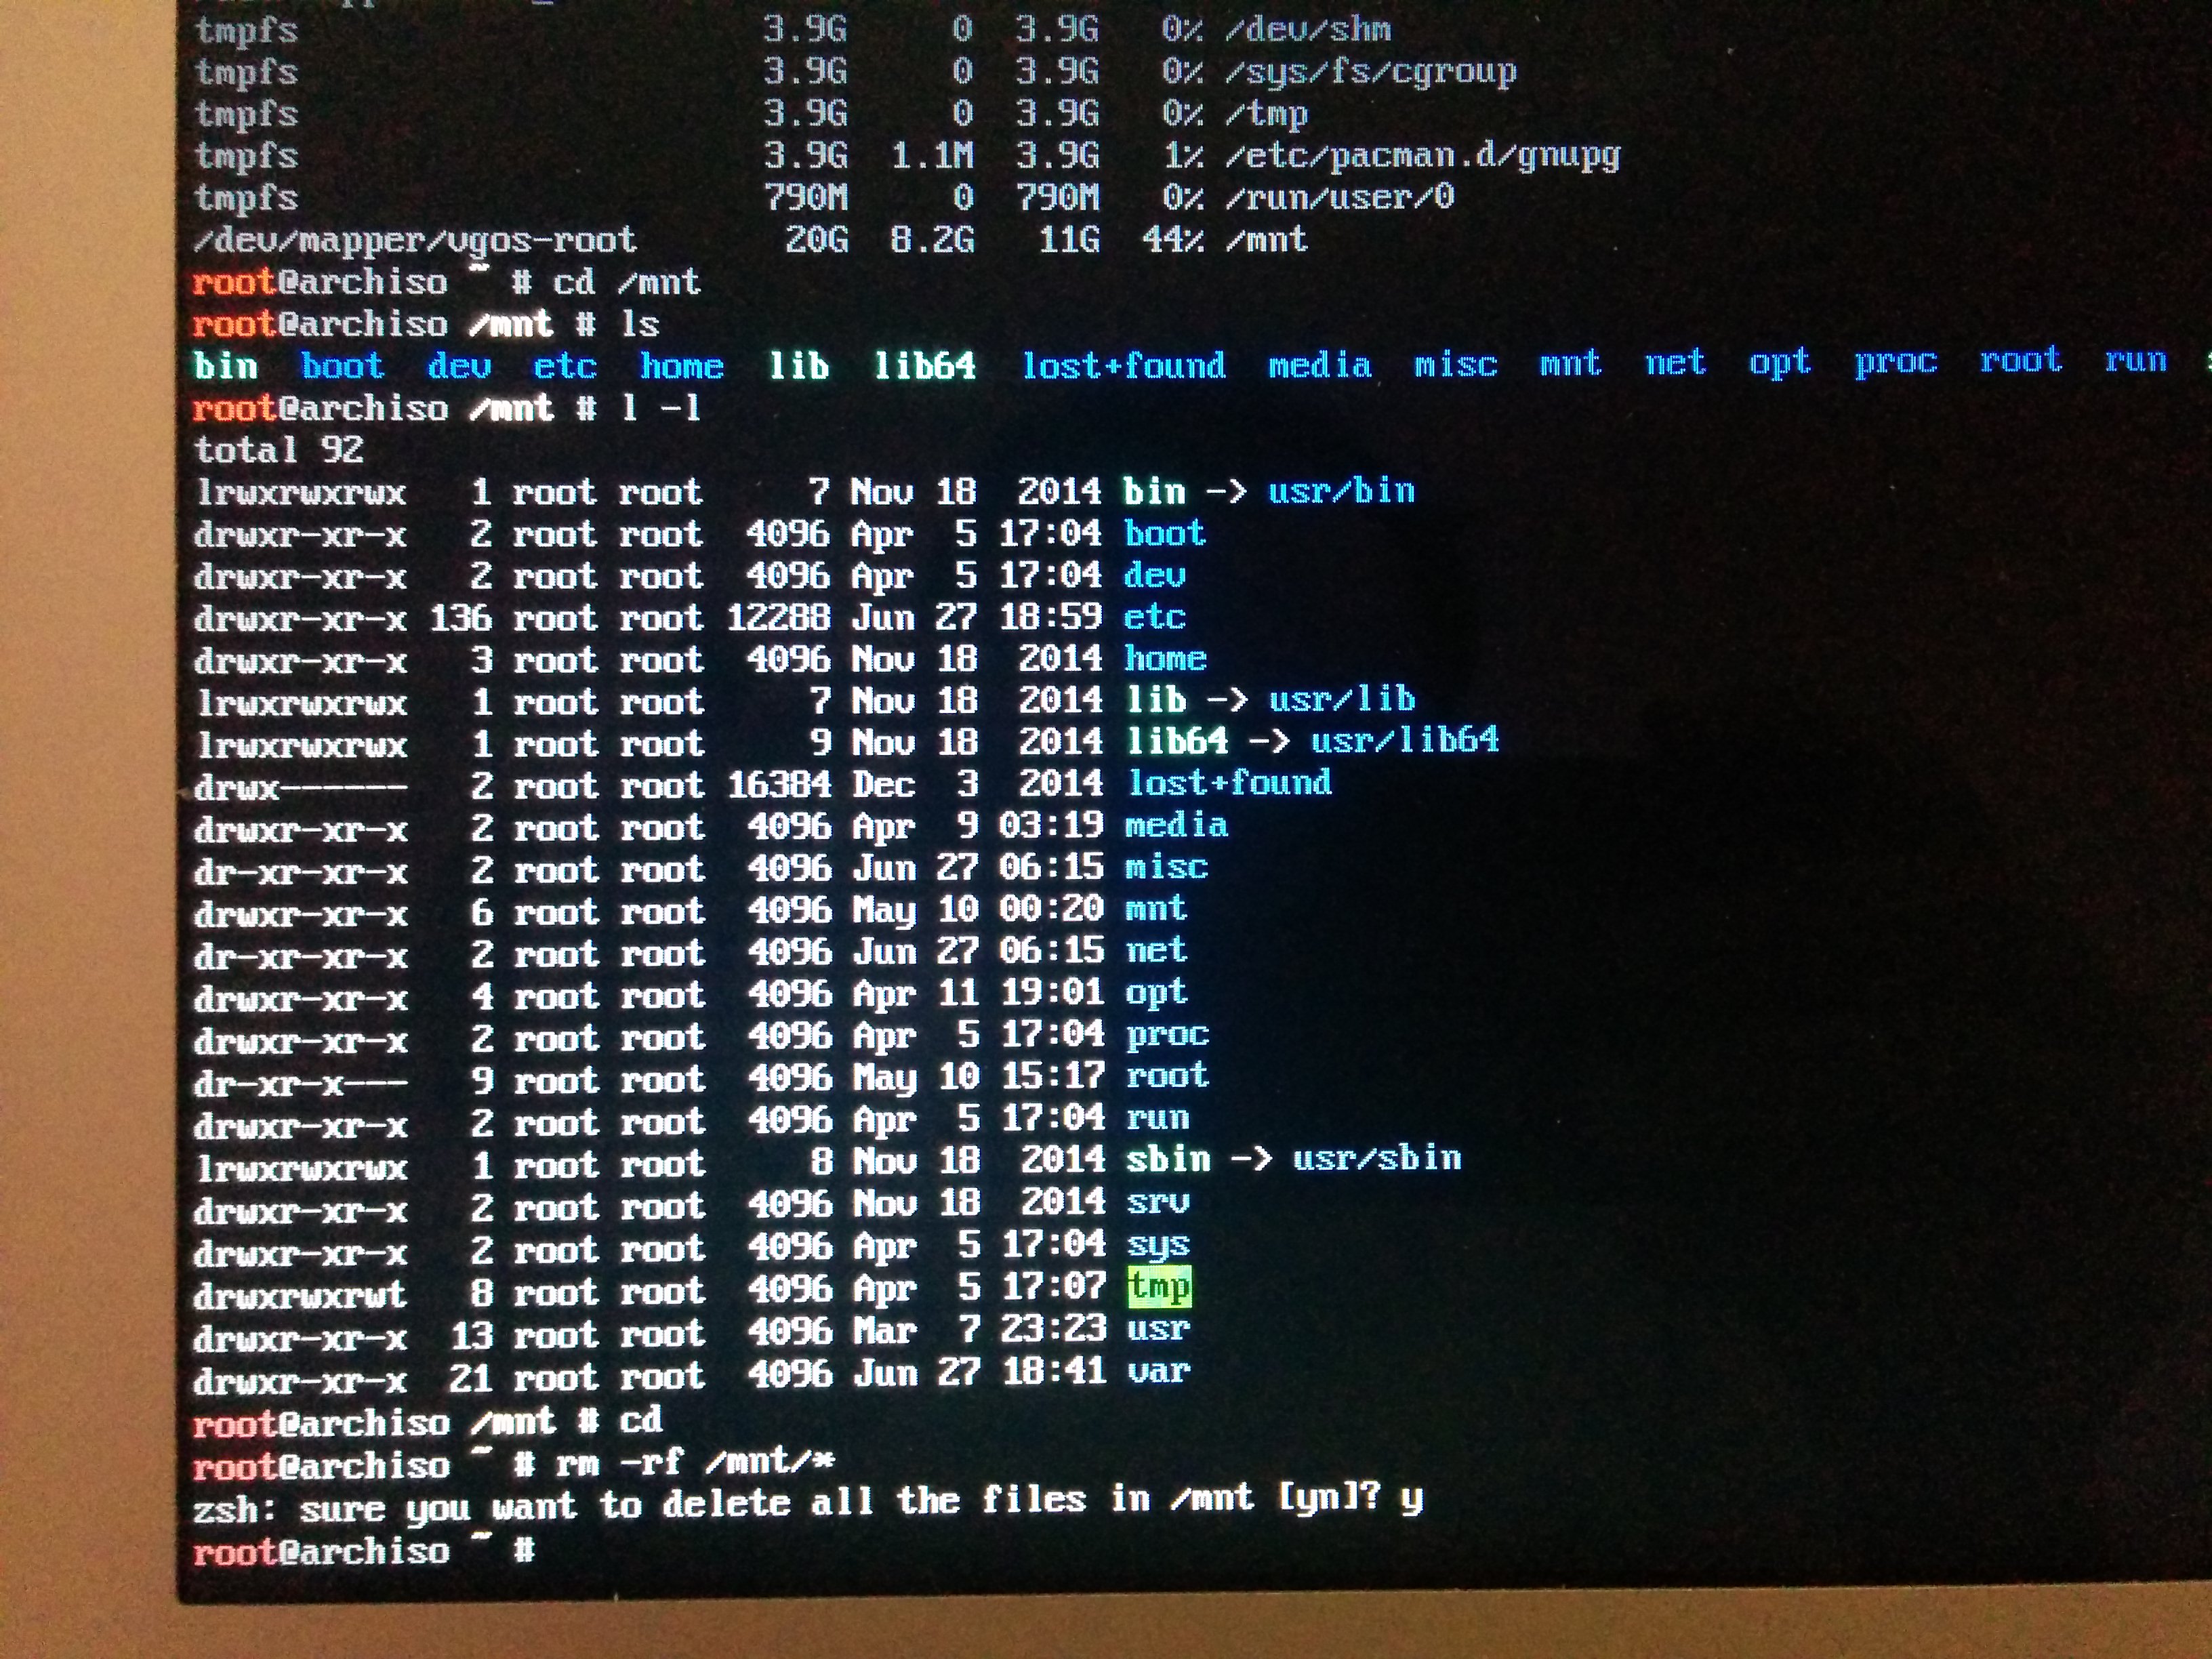 tmpfs 3.9G 0 3.9G 0% /dev/shm
tmpfs 3.9G 0 3.9G 0% /sys/fs/cgroup
tmpfs 3.9G 0 3.9G 0% /tmp
tmpfs 3.9G 1.1M 3.9G 1% /etc/pacman.d/gnupg
tmpfs 790M 0 790M 0% /run/user/0
/dev/mapper/vgos-root 20G 8.2G 11G 44% /mnt
root@archiso ~ # cd /mnt
root@archiso /mnt # ls
bin boot dev etc home lib lib64 lost+found media misc mnt net opt proc root run
root@archiso /mnt # l -l
total 92
lrwxrwxrwx 1 root root 7 Nov 18 2014 bin -> usr/bin
drwxr-xr-x 2 root root 4096 Apr 5 17:04 boot
drwxr-xr-x 2 root root 4096 Apr 5 17:04 dev
drwxr-xr-x 136 root root 12288 Jun 27 18:59 etc
drwxr-xr-x 3 root root 4096 Nov 18 2014 home
lrwxrwxrwx 1 root root 7 Nov 18 2014 lib -> usr/lib
lrwxrwxrwx 1 root root 9 Nov 18 2014 lib64 -> usr/lib64
drwx------ 2 root root 16384 Dec 3 2014 lost+found
drwxr-xr-x 2 root root 4096 Apr 9 03:19 media
dr-xr-xr-x 2 root root 4096 Jun 27 06:15 misc
drwxr-xr-x 6 root root 4096 May 10 00:20 mnt
dr-xr-xr-x 2 root root 4096 Jun 27 06:15 net
drwxr-xr-x 4 root root 4096 Apr 11 19:01 opt
drwxr-xr-x 2 root root 4096 Apr 5 17:04 proc
dr-xr-x--- 9 root root 4096 May 10 15:17 root
drwxr-xr-x 2 root root 4096 Apr 5 17:04 run
lrwxrwxrwx 1 root root 8 Nov 18 2014 sbin -> usr/sbin
drwxr-xr-x 2 root root 4096 Nov 18 2014 srv
drwxr-xr-x 2 root root 4096 Apr 5 17:04 sys
drwxrwxrwt 8 root root 4096 Apr 5 17:07 tmp
drwxr-xr-x 13 root root 4096 Mar 7 23:23 usr
drwxr-xr-x 21 root root 4096 Jun 27 18:41 var
root@archiso /mnt # cd
root@archiso ~ # rm -rf /mnt/*
zsh: sure you want to delete all the files in /mnt [yn]? y
root@archiso ~ #